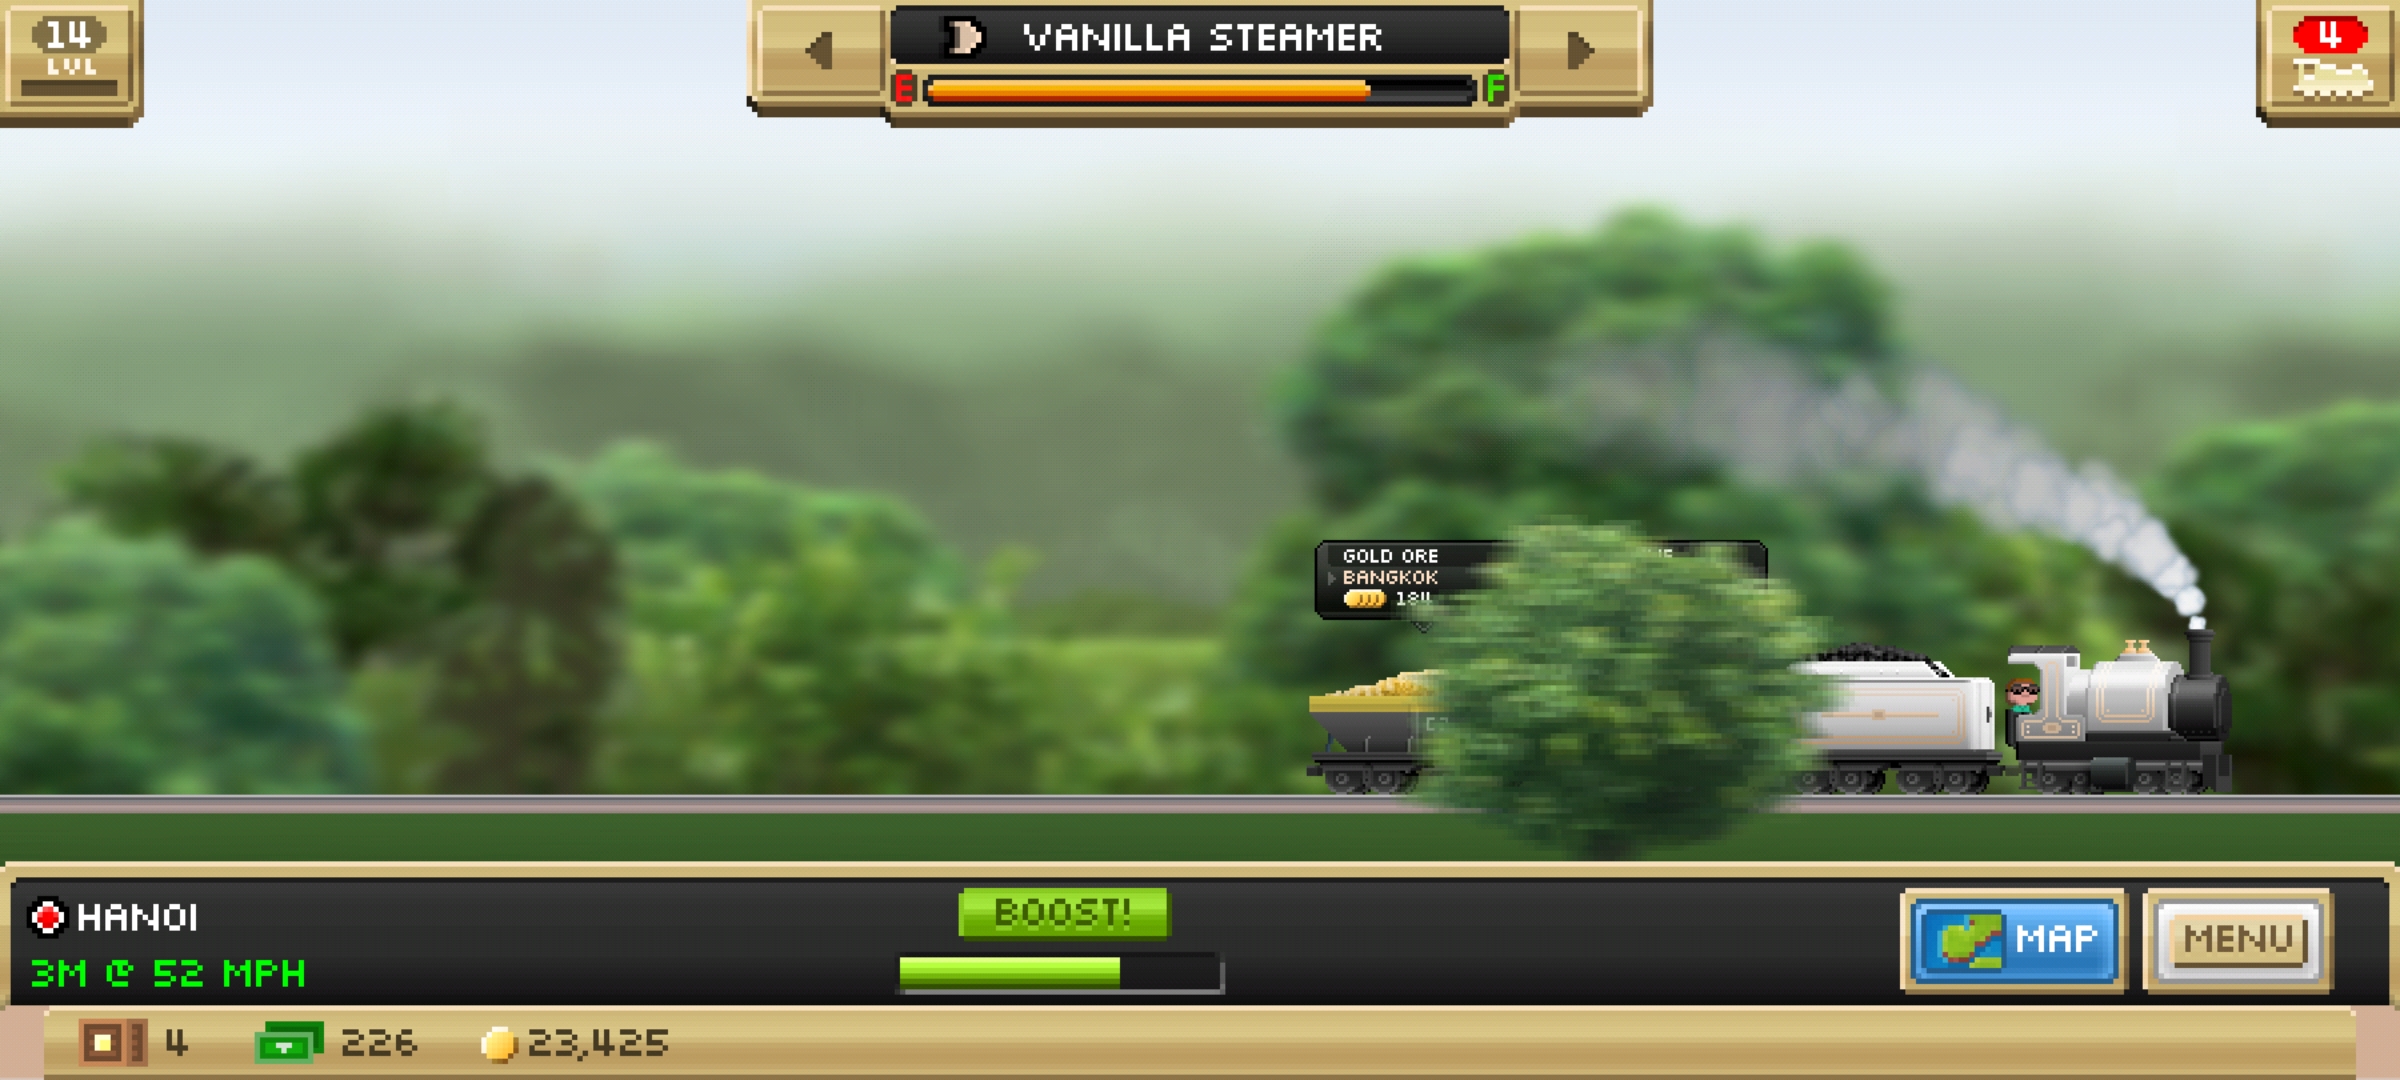 14
LVL
VANILLA STEAMER
E
F
4
GOLD ORE
BANGKOK
HANOI
3M @ 52 MPH
BOOST!
MAP
MENU
4
226
23,425